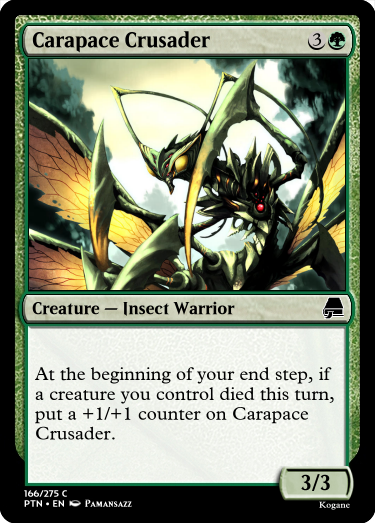 Carapace Crusader 3
Creature — Insect Warrior
At the beginning of your end step, if
a creature you control died this turn,
put a +1/+1 counter on Carapace
Crusader.
3/3
166/275 C
PTN • EN Pamansazz
Kogane